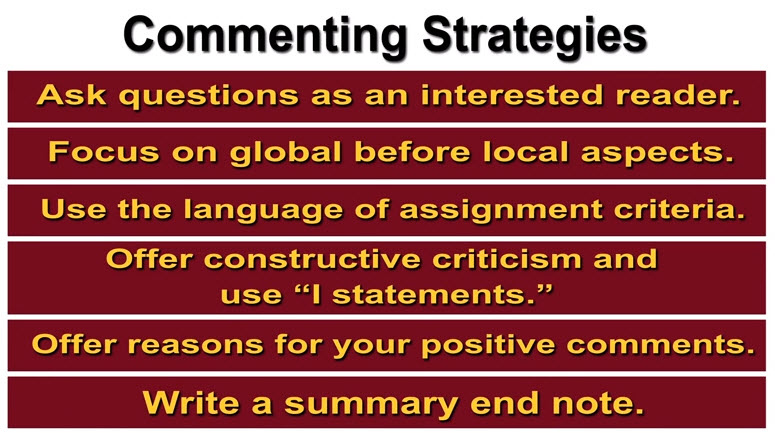 Commenting Strategies
Ask questions as an interested reader.
Focus on global before local aspects.
Use the language of assignment criteria.
Offer constructive criticism and
use “I statements.”
Offer reasons for your positive comments.
Write a summary end note.